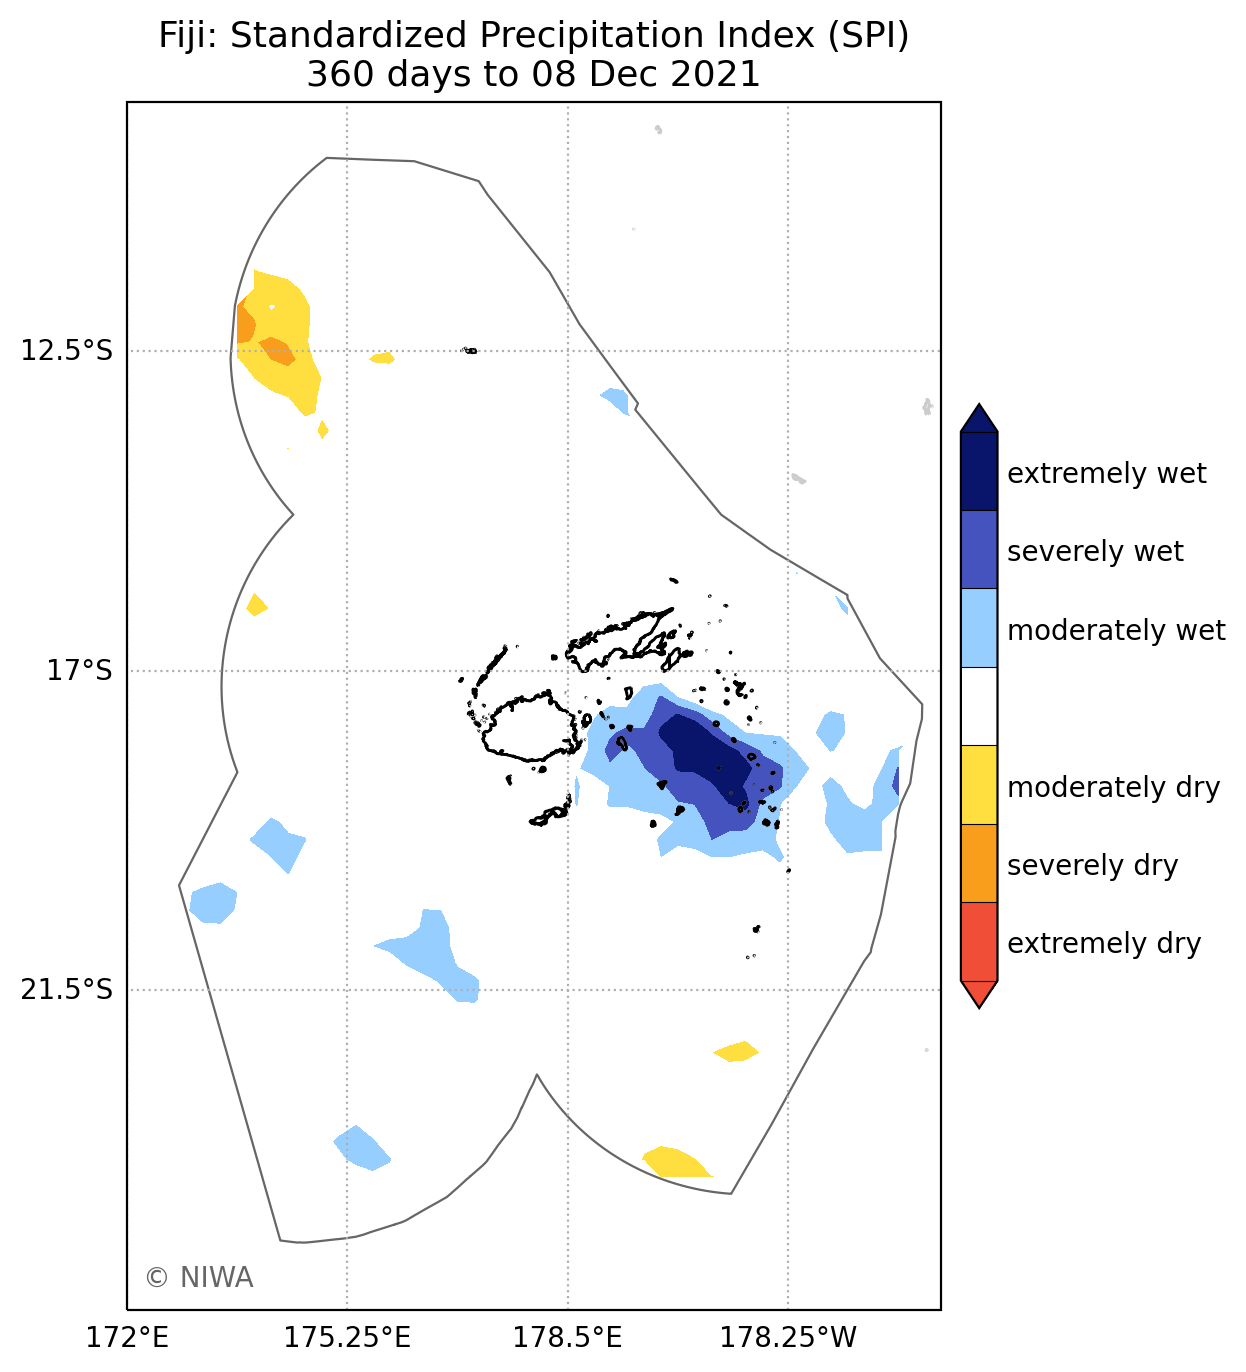 Fiji: Standardized Precipitation Index (SPI)
360 days to 08 Dec 2021
12.5°S
17°S
21.5°S
172°E
175.25°E
178.5°E
178.25°W
© NIWA
extremely wet
severely wet
moderately wet
moderately dry
severely dry
extremely dry